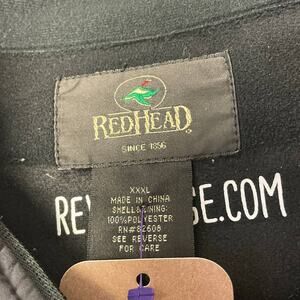 REDHEAD
SINCE 1856
XXXL
MADE IN CHINA
SHELL&LINING:
100%POLYESTER
RN#82608
SEE REVERSE
FOR CARE
RE
SE.COM